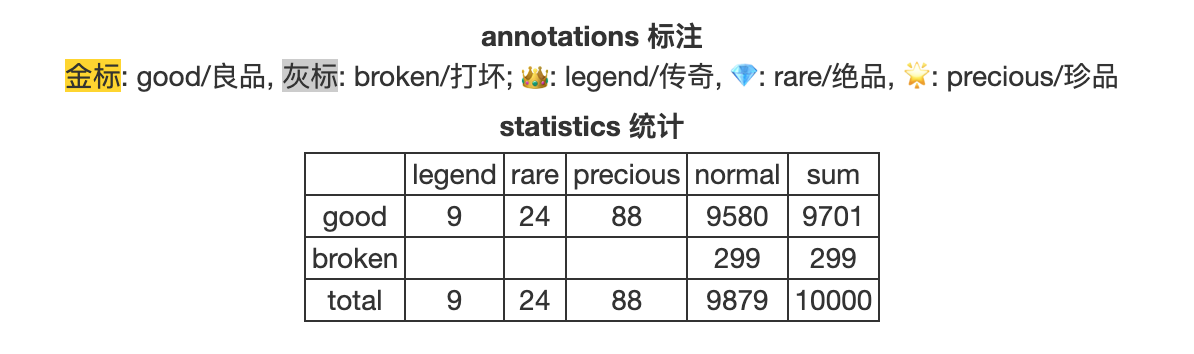 annotations 标注
金标: good/良品, 灰标: broken/打坏; 👑: legend/传奇, 💎: rare/绝品, 🌟: precious/珍品
statistics 统计
legend rare precious normal sum
good 9 24 88 9580 9701
broken 299 299
total 9 24 88 9879 10000